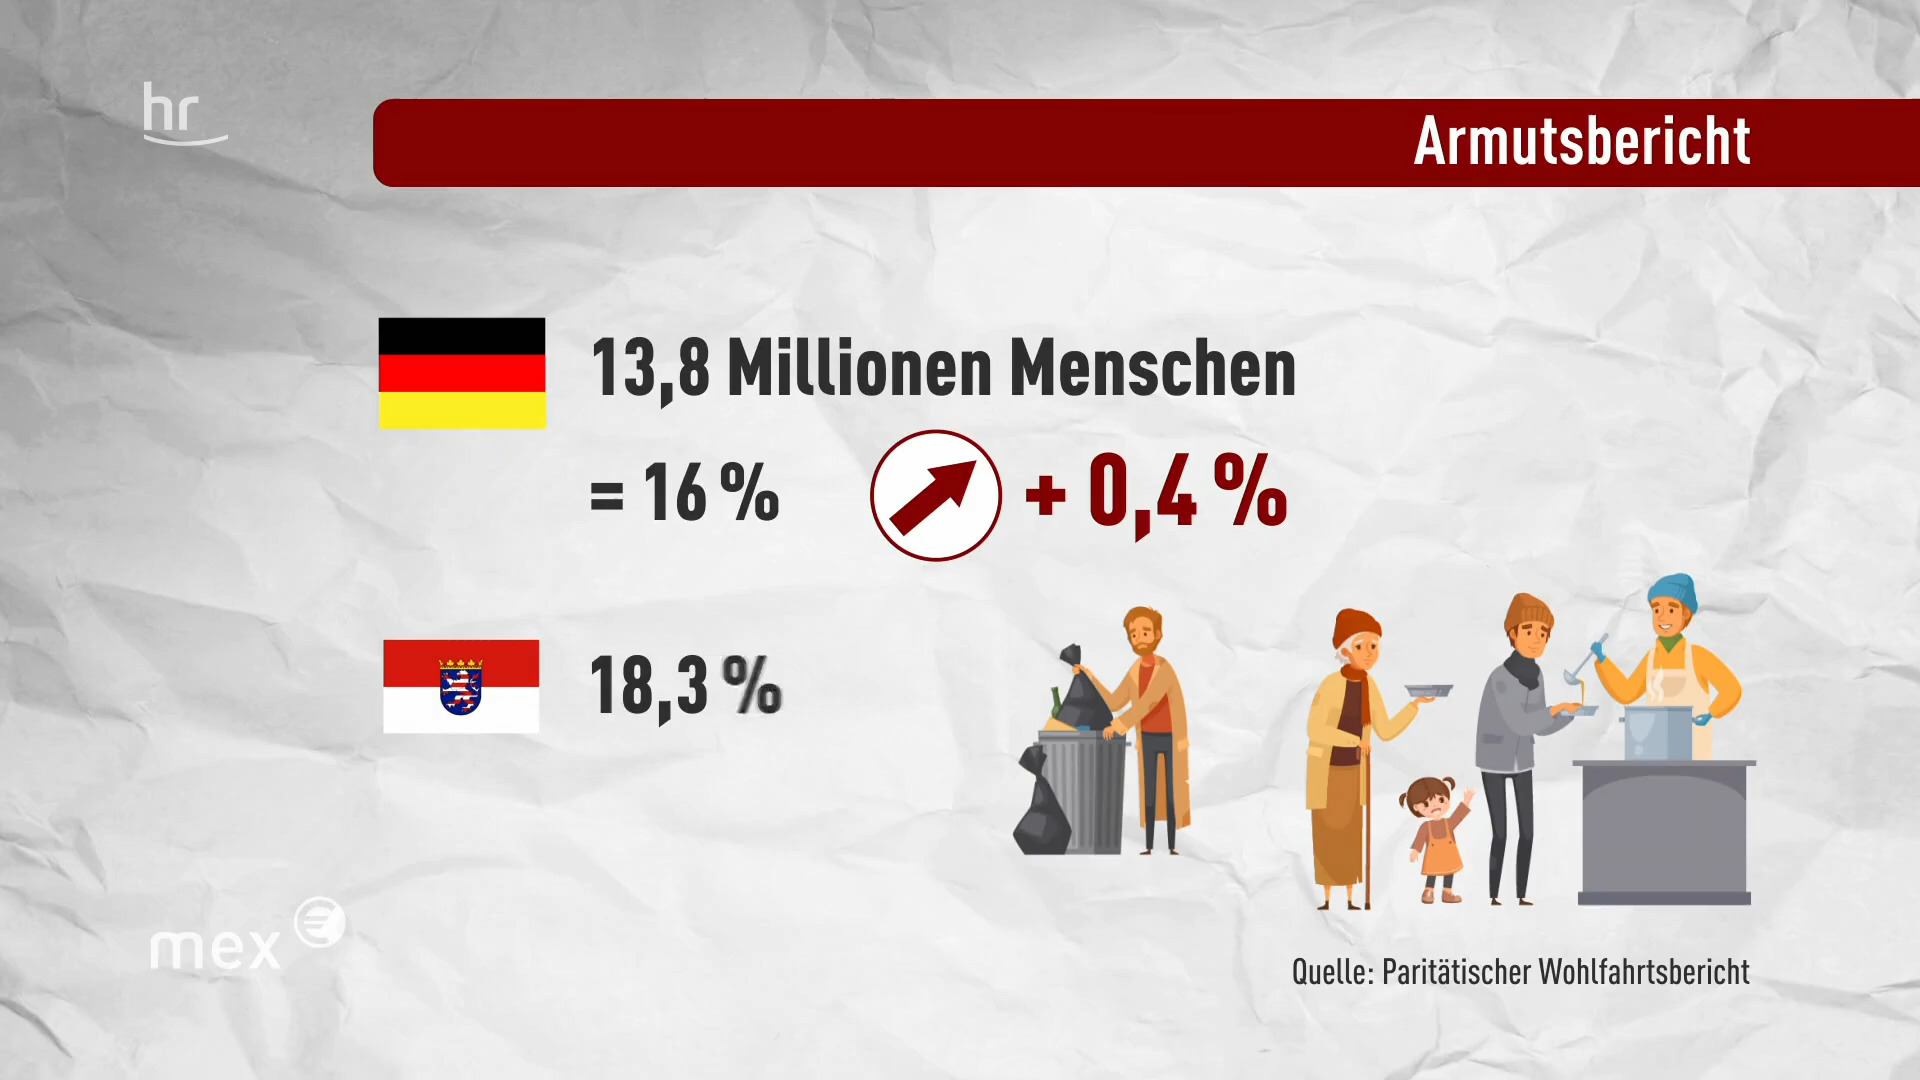 hr
Armutsbericht
13,8 Millionen Menschen
= 16 % + 0,4 %
18,3 %
mex
Quelle: Paritätischer Wohlfahrtsbericht